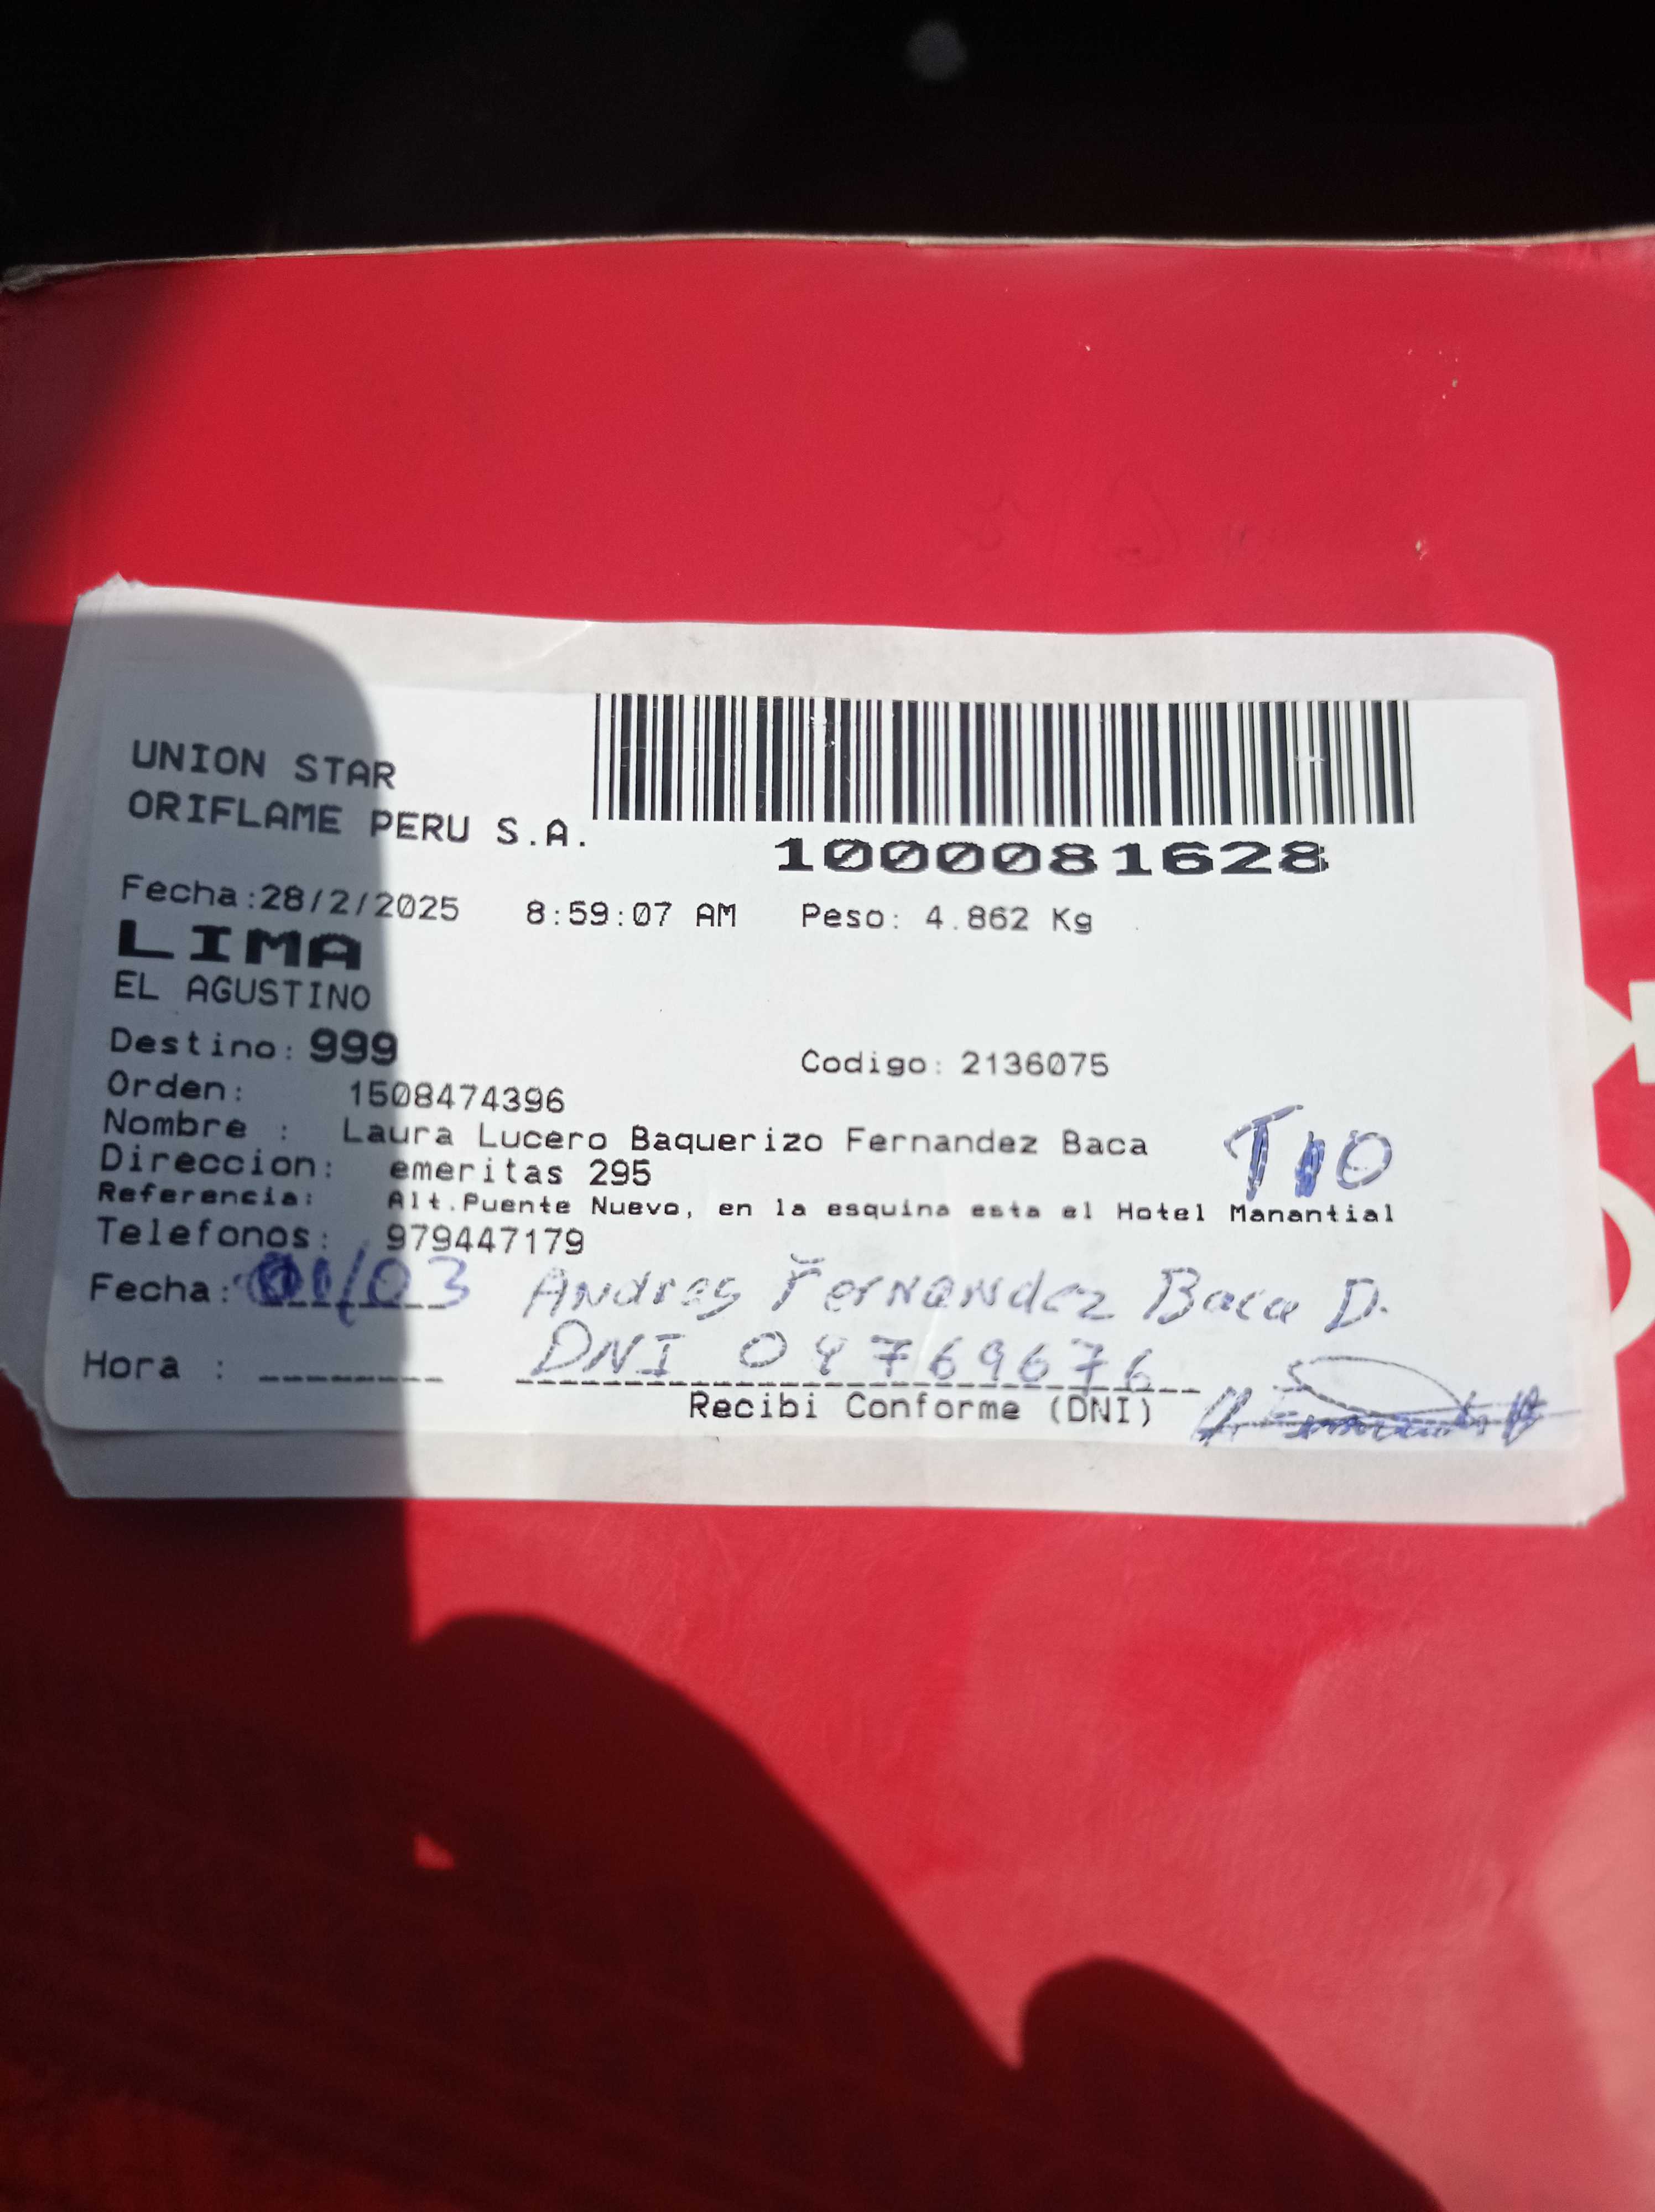 UNION STAR
ORIFLAME PERU S.A.
1000081628
Fecha:28/2/2025 8:59:07 AM Peso: 4.862 Kg
LIMA
EL AGUSTINO
Destino: 999 Codigo: 2136075
Orden: 1508474396
Nombre : Laura Lucero Baquerizo Fernandez Baca
TIO
Direccion: emeritas 295
Referencia: Alt.Puente Nuevo, en la esquina esta el Hotel Manantial
Telefonos: 979447179
Fecha: 01/03 Andres Fernandez Baca D.
Hora : DNI
Recibi Conforme (DNI)